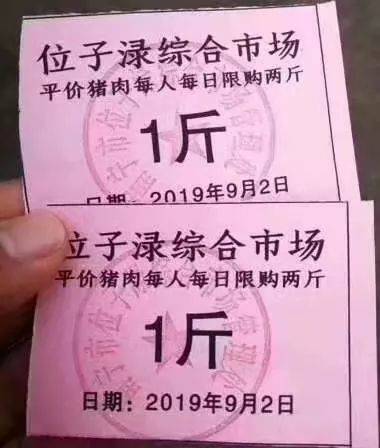 位子渌综合市场
平价猪肉每人每日限购两斤
1斤
日期：2019年9月2日
位子渌综合市场
平价猪肉每人每日限购两斤
1斤
日期：2019年9月2日